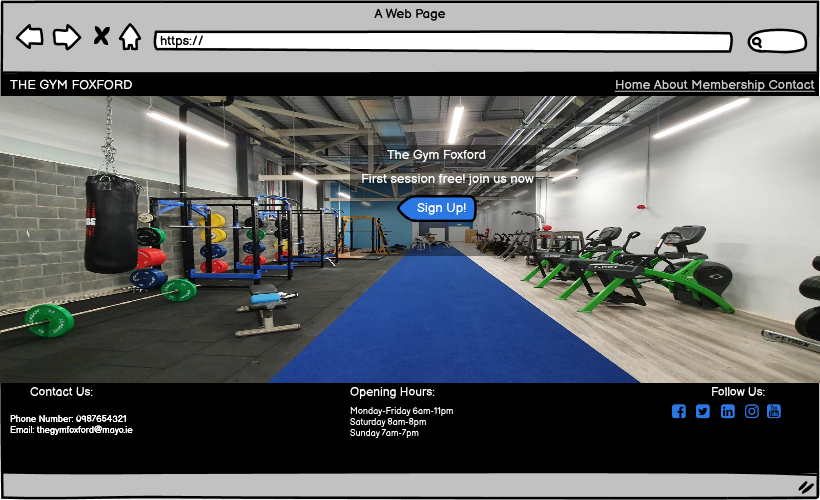 A Web Page
https://
THE GYM FOXFORD
Home About Membership Contact
The Gym Foxford
First session free! join us now
Sign Up!
Contact Us:
Phone Number: 0987654321
Email: thegymfoxford@mayo.ie
Opening Hours:
Monday-Friday 6am-11pm
Saturday 8am-8pm
Sunday 7am-7pm
Follow Us: